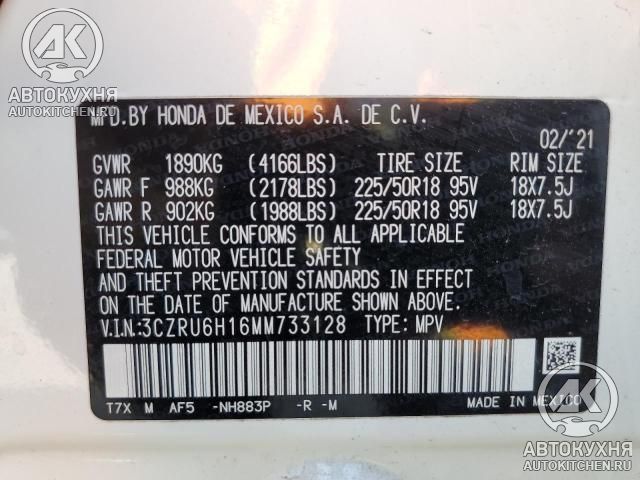 АК
АВТОКУХНЯ
AUTOKITCHEN.RU
MFD.BY HONDA DE MEXICO S.A. DE C.V.
02/'21
GVWR 1890KG (4166LBS) TIRE SIZE RIM SIZE
GAWR F 988KG (2178LBS) 225/50R18 95V 18X7.5J
GAWR R 902KG (1988LBS) 225/50R18 95V 18X7.5J
THIS VEHICLE CONFORMS TO ALL APPLICABLE
FEDERAL MOTOR VEHICLE SAFETY
AND THEFT PREVENTION STANDARDS IN EFFECT
ON THE DATE OF MANUFACTURE SHOWN ABOVE.
V.I.N.:3CZRU6H16MM733128 TYPE: MPV
T7X M AF5 -NH883P -R -M MADE IN MEXICO
АК
АВТОКУХНЯ
AUTOKITCHEN.RU